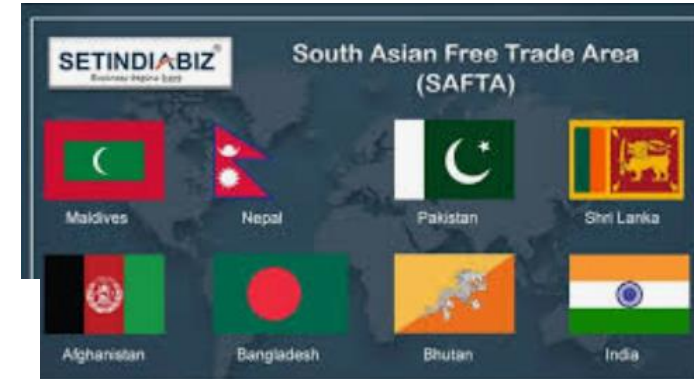 SETINDIABIZ
South Asian Free Trade Area
(SAFTA)
Maldives
Nepal
Pakistan
Shri Lanka
Afghanistan
Bangladesh
Bhutan
India